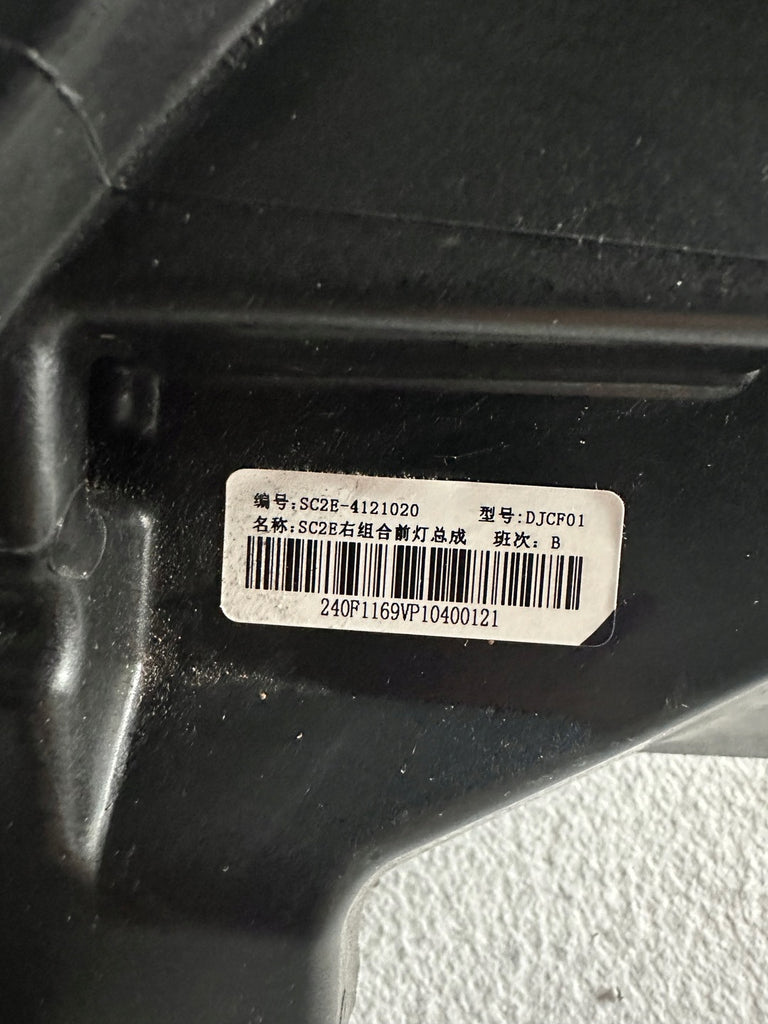 编号:SC2E-4121020 型号:DJCF01
名称:SC2E右组合前灯总成 班次: B
240F1169VP10400121